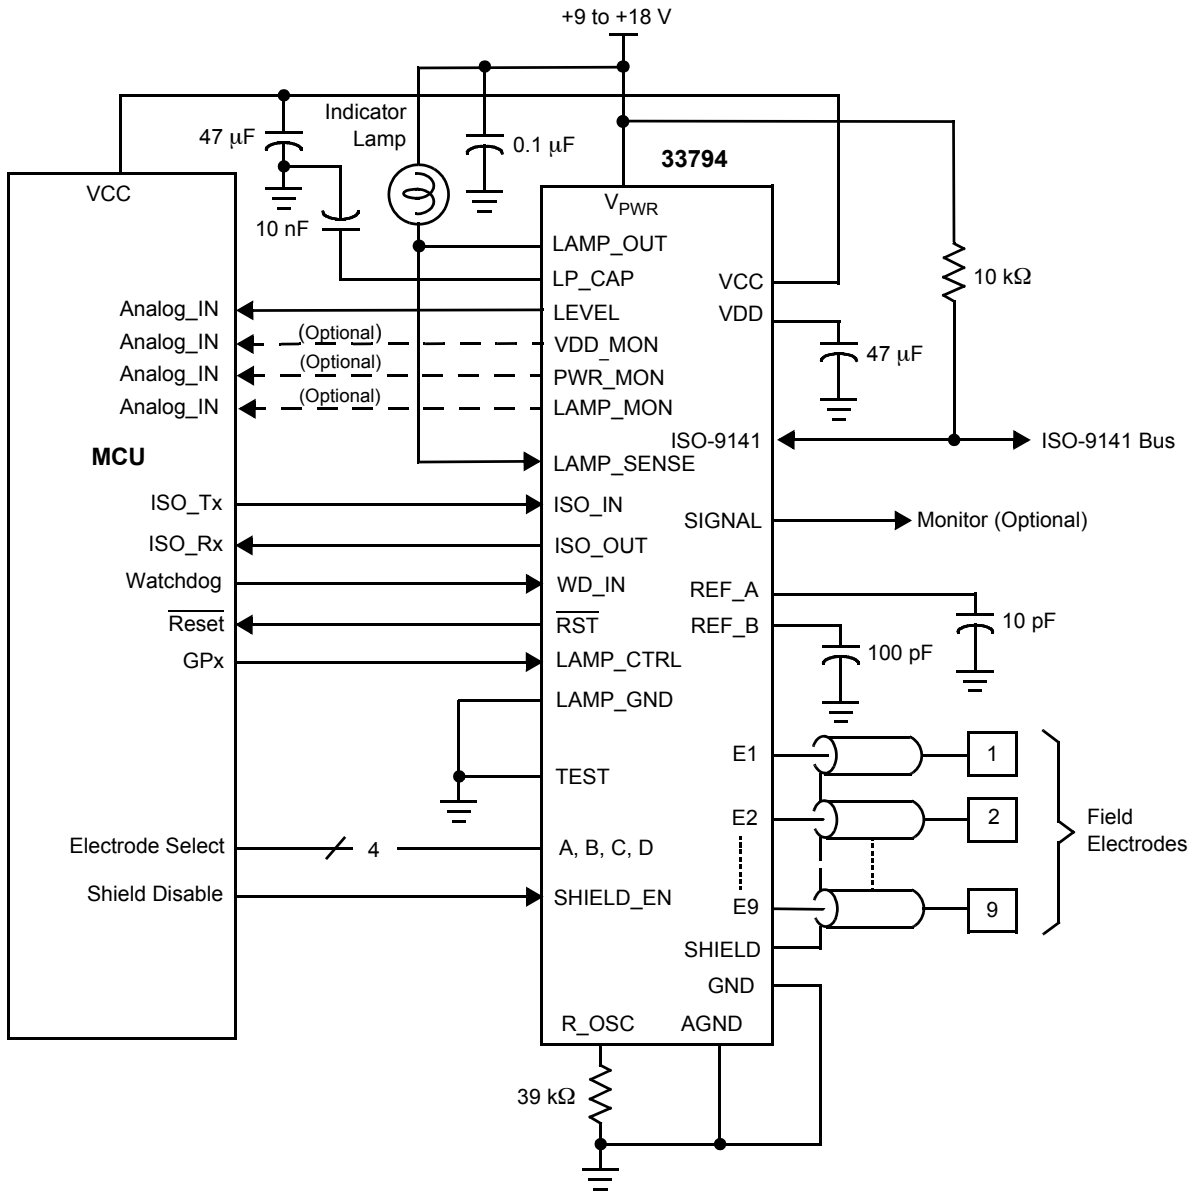 +9 to +18 V
Indicator
Lamp
47 μF
0.1 μF
33794
VCC
VPWR
10 nF
LAMP_OUT
LP_CAP
VCC
10 kΩ
Analog_IN
LEVEL
VDD
Analog_IN
(Optional)
VDD_MON
47 μF
Analog_IN
(Optional)
PWR_MON
Analog_IN
(Optional)
LAMP_MON
ISO-9141
ISO-9141 Bus
MCU
LAMP_SENSE
ISO_Tx
ISO_IN
SIGNAL
Monitor (Optional)
ISO_Rx
ISO_OUT
Watchdog
WD_IN
REF_A
Reset
RST
REF_B
10 pF
GPx
LAMP_CTRL
100 pF
LAMP_GND
E1
1
TEST
E2
2
Field
Electrodes
Electrode Select
4
A, B, C, D
Shield Disable
SHIELD_EN
E9
9
SHIELD
GND
R_OSC
AGND
39 kΩ